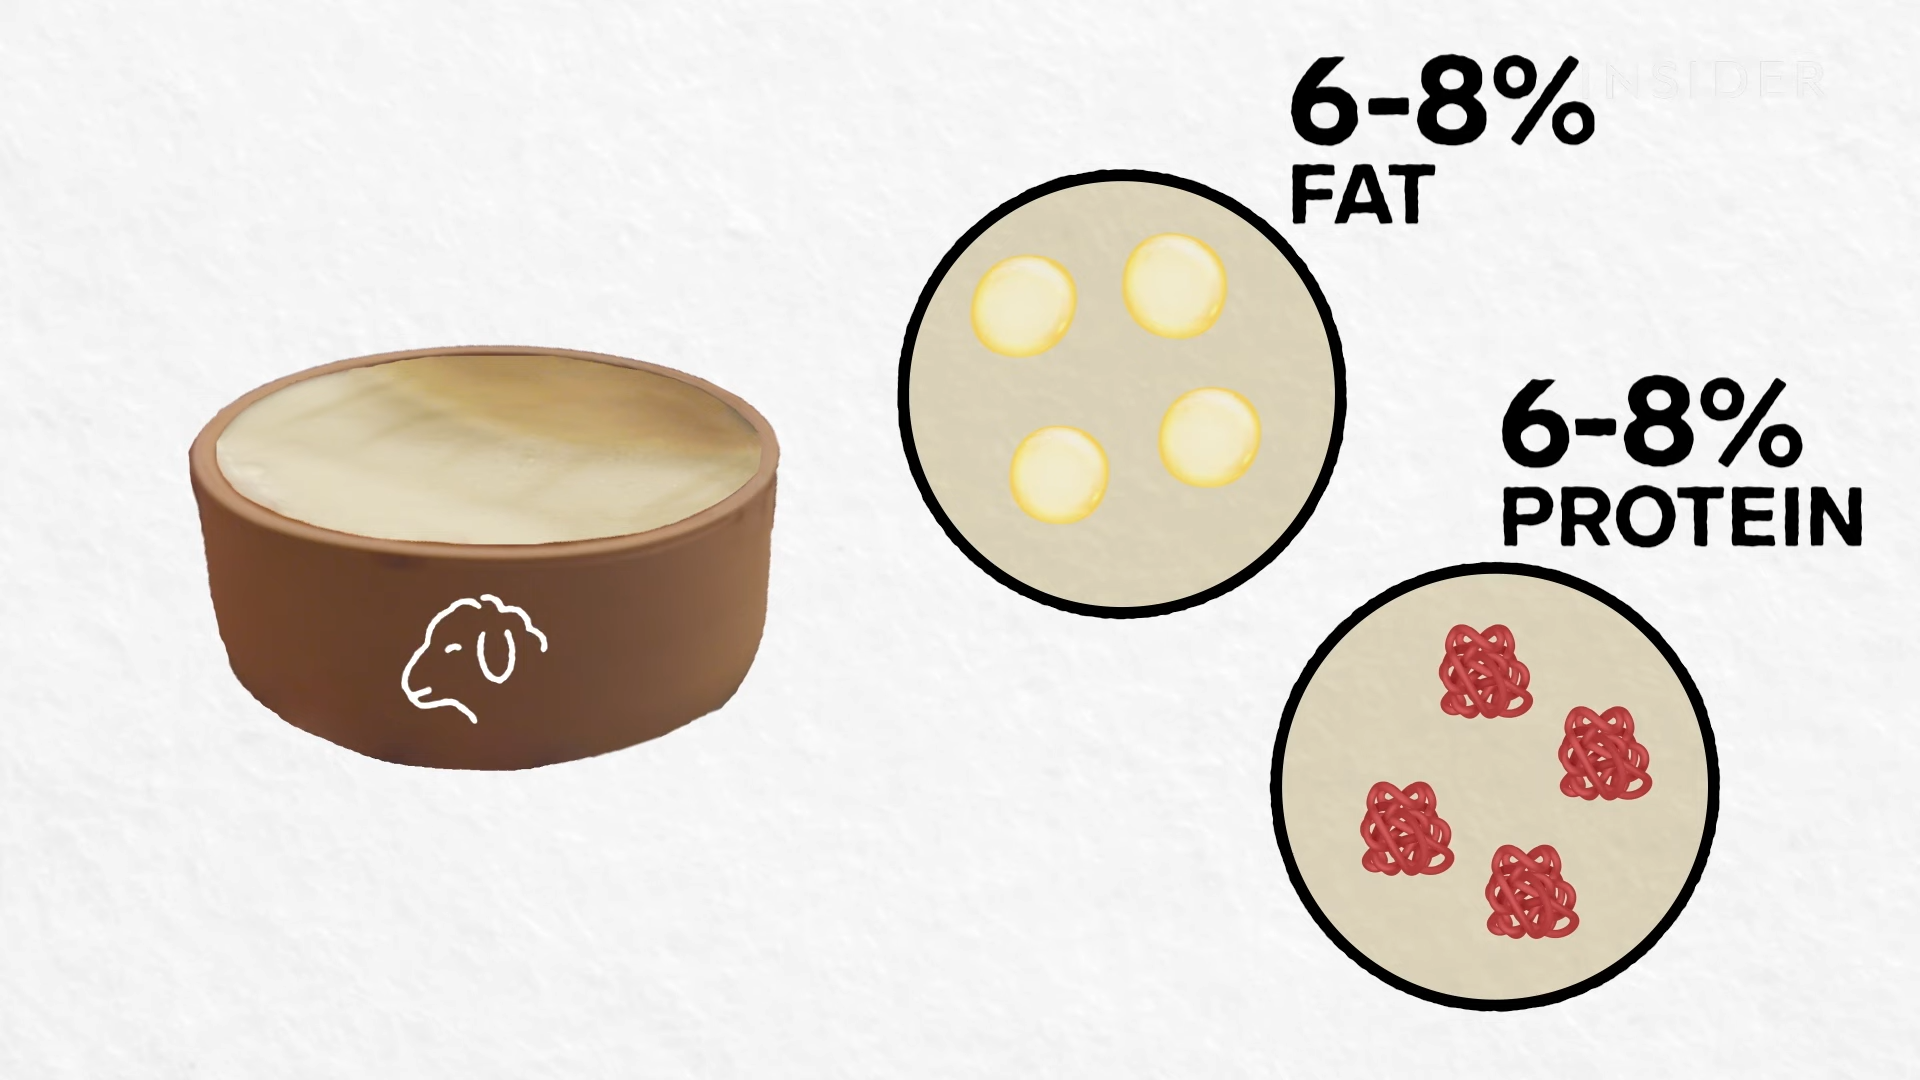 INSIDER
6-8%
FAT
6-8%
PROTEIN